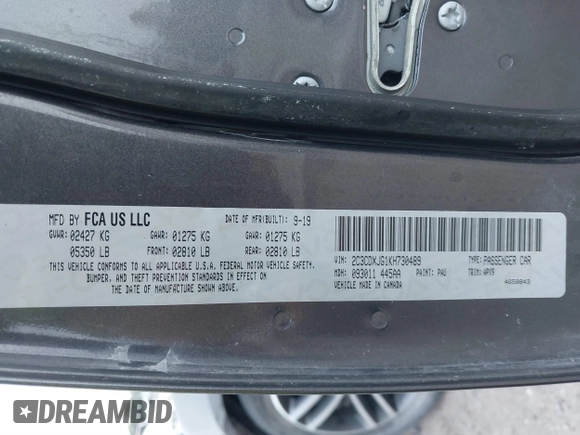 MFD BY FCA US LLC
DATE OF MFR(BUILT): 9-19
GVWR: 02427 KG GAWR: 01275 KG GAWR: 01275 KG
05350 LB FRONT: 02810 LB REAR: 02810 LB
THIS VEHICLE CONFORMS TO ALL APPLICABLE U.S.A. FEDERAL MOTOR VEHICLE SAFETY,
BUMPER, AND THEFT PREVENTION STANDARDS IN EFFECT ON
THE DATE OF MANUFACTURE SHOWN ABOVE.
VIN: 2C3CDXJG1KH730489 TYPE: PASSENGER CAR
MDH: 093011 445AA PAINT: PAU TRIM: APX9
VEHICLE MADE IN CANADA 4658843
DREAMBID